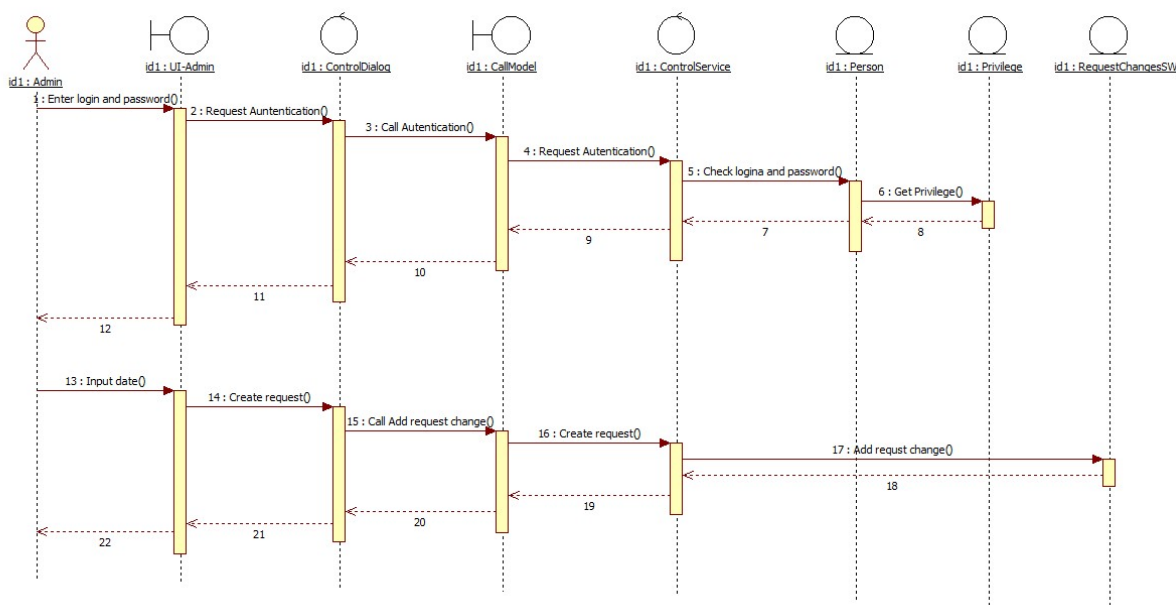 id1 : Admin
id1 : UI-Admin
id1 : ControlDialog
id1 : CallModel
id1 : ControlService
id1 : Person
id1 : Privilege
id1 : RequestChangesSW
1 : Enter login and password()
2 : Request Auntentication()
3 : Call Autentication()
4 : Request Autentication()
5 : Check logina and password()
6 : Get Privilege()
7
8
9
10
11
12
13 : Input date()
14 : Create request()
15 : Call Add request change()
16 : Create request()
17 : Add requst change()
18
19
20
21
22